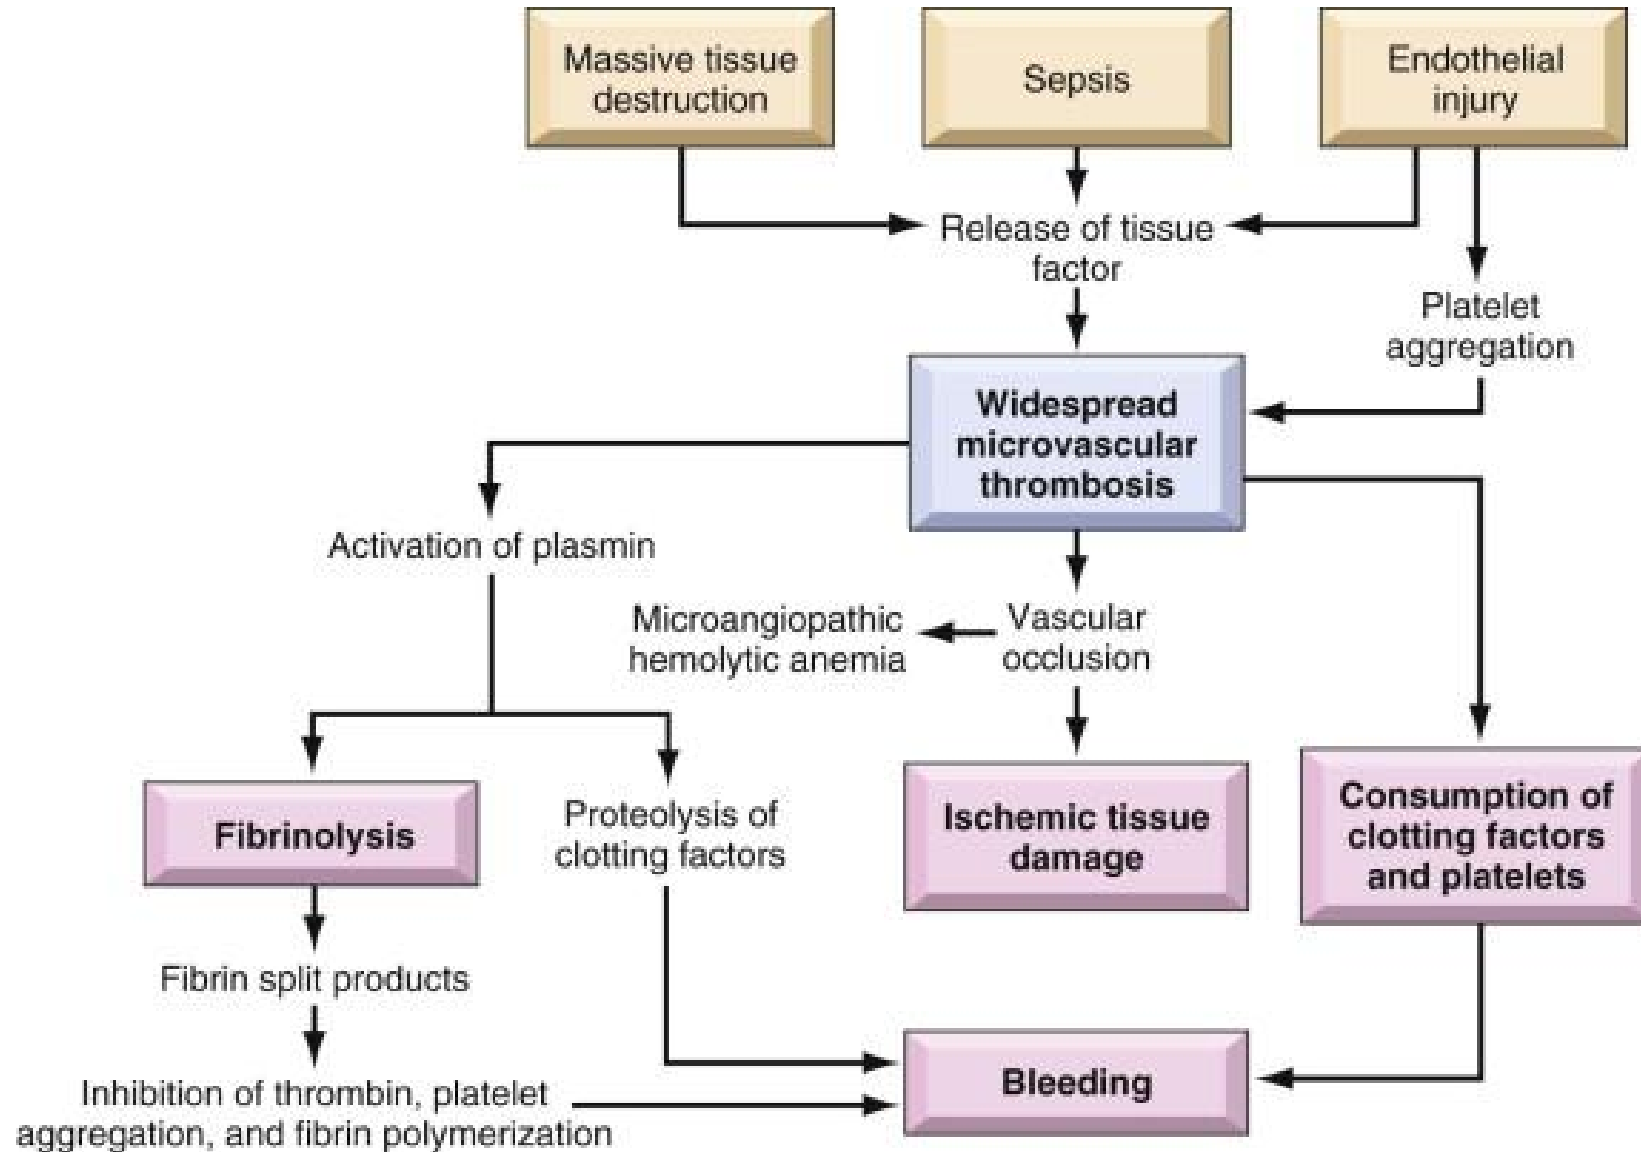 Massive tissue
destruction
Sepsis
Endothelial
injury
Release of tissue
factor
Platelet
aggregation
Widespread
microvascular
thrombosis
Activation of plasmin
Microangiopathic
hemolytic anemia
Vascular
occlusion
Fibrinolysis
Proteolysis of
clotting factors
Ischemic tissue
damage
Consumption of
clotting factors
and platelets
Fibrin split products
Inhibition of thrombin, platelet
aggregation, and fibrin polymerization
Bleeding